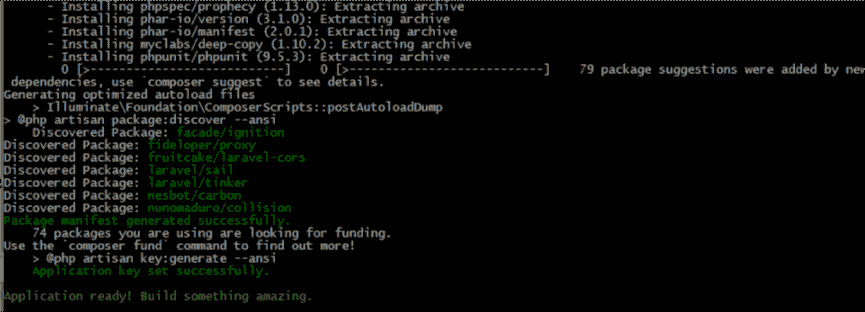 - Installing phpspec/prophecy (1.13.0): Extracting archive
- Installing phar-io/version (3.1.0): Extracting archive
- Installing phar-io/manifest (2.0.1): Extracting archive
- Installing myclabs/deep-copy (1.10.2): Extracting archive
- Installing phpunit/phpunit (9.5.3): Extracting archive
0 [>---------------------------]    0 [>---------------------------]    79 package suggestions were added by new
dependencies, use `composer suggest` to see details.
Generating optimized autoload files
> Illuminate\Foundation\ComposerScripts::postAutoloadDump
> @php artisan package:discover --ansi
Discovered Package: facade/ignition
Discovered Package: fideloper/proxy
Discovered Package: fruitcake/laravel-cors
Discovered Package: laravel/sail
Discovered Package: laravel/tinker
Discovered Package: nesbot/carbon
Discovered Package: nunomaduro/collision
Package manifest generated successfully.
74 packages you are using are looking for funding.
Use the `composer fund` command to find out more!
> @php artisan key:generate --ansi
Application key set successfully.
Application ready! Build something amazing.